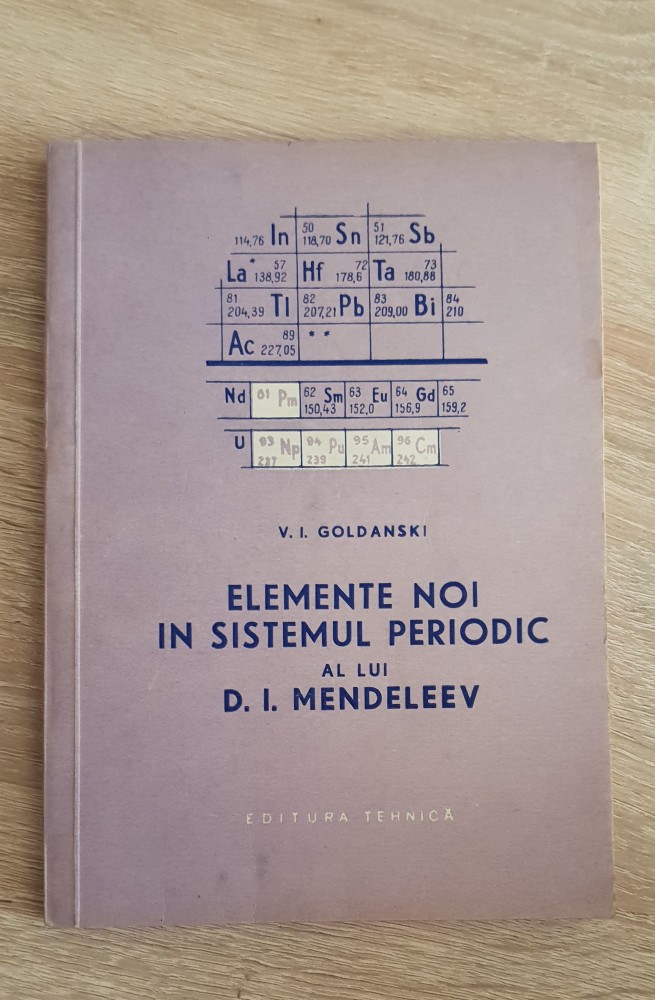 114,76 In 50 118,70 Sn 51 121,76 Sb
La* 57 138,92 Hf 72 178,6 Ta 73 180,88
81 204,39 Tl 82 207,21 Pb 83 209,00 Bi 84 210
Ac 89 227,05 * *
Nd 61 Pm 62 150,43 Sm 63 152,0 Eu 64 156,9 Gd 65 159,2
U 93 237 Np 94 239 Pu 95 241 Am 96 242 Cm
V. I. GOLDANSKI
ELEMENTE NOI
IN SISTEMUL PERIODIC
AL LUI
D. I. MENDELEEV
EDITURA TEHNICĂ